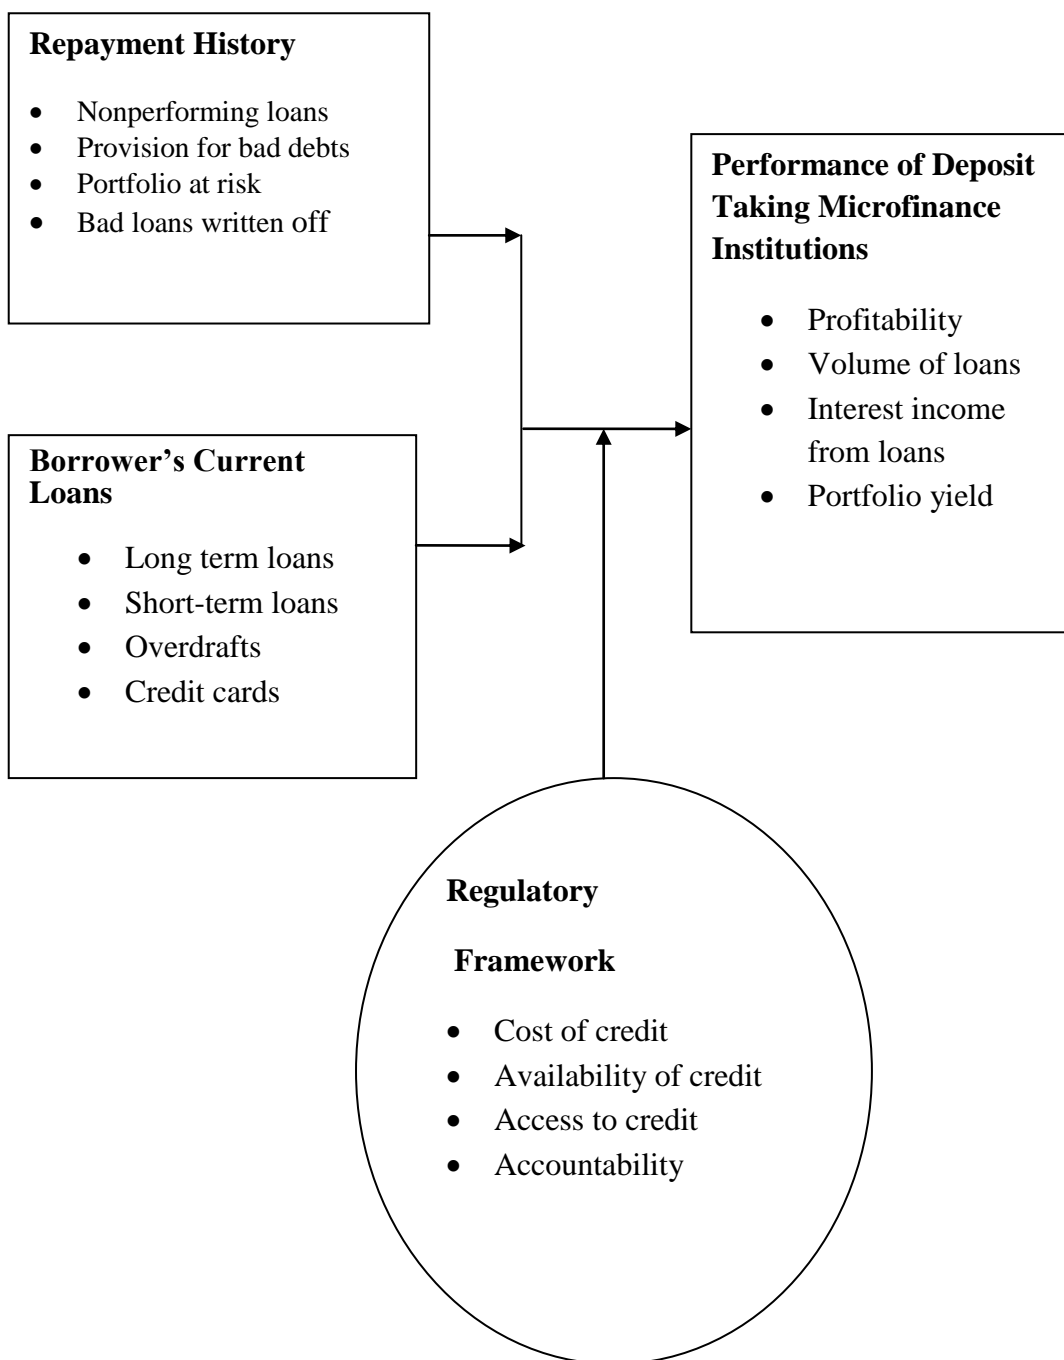 Repayment History
• Nonperforming loans
• Provision for bad debts
• Portfolio at risk
• Bad loans written off
Performance of Deposit
Taking Microfinance
Institutions
• Profitability
• Volume of loans
• Interest income
from loans
• Portfolio yield
Borrower’s Current
Loans
• Long term loans
• Short-term loans
• Overdrafts
• Credit cards
Regulatory
Framework
• Cost of credit
• Availability of credit
• Access to credit
• Accountability